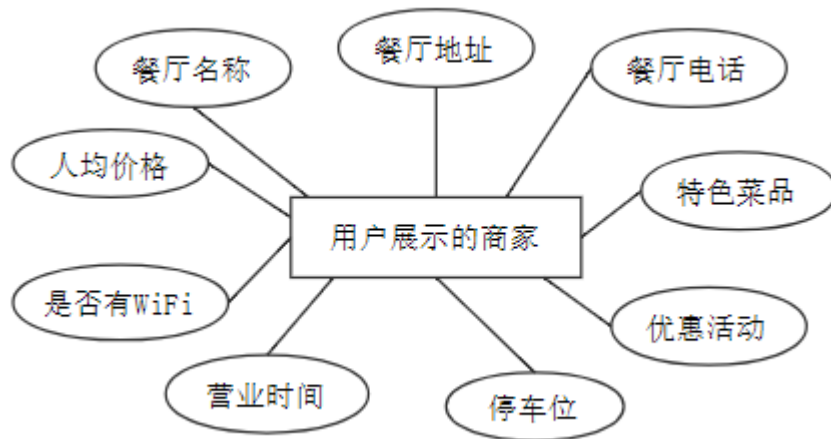 餐厅名称
餐厅地址
餐厅电话
人均价格
特色菜品
用户展示的商家
是否有WiFi
优惠活动
营业时间
停车位